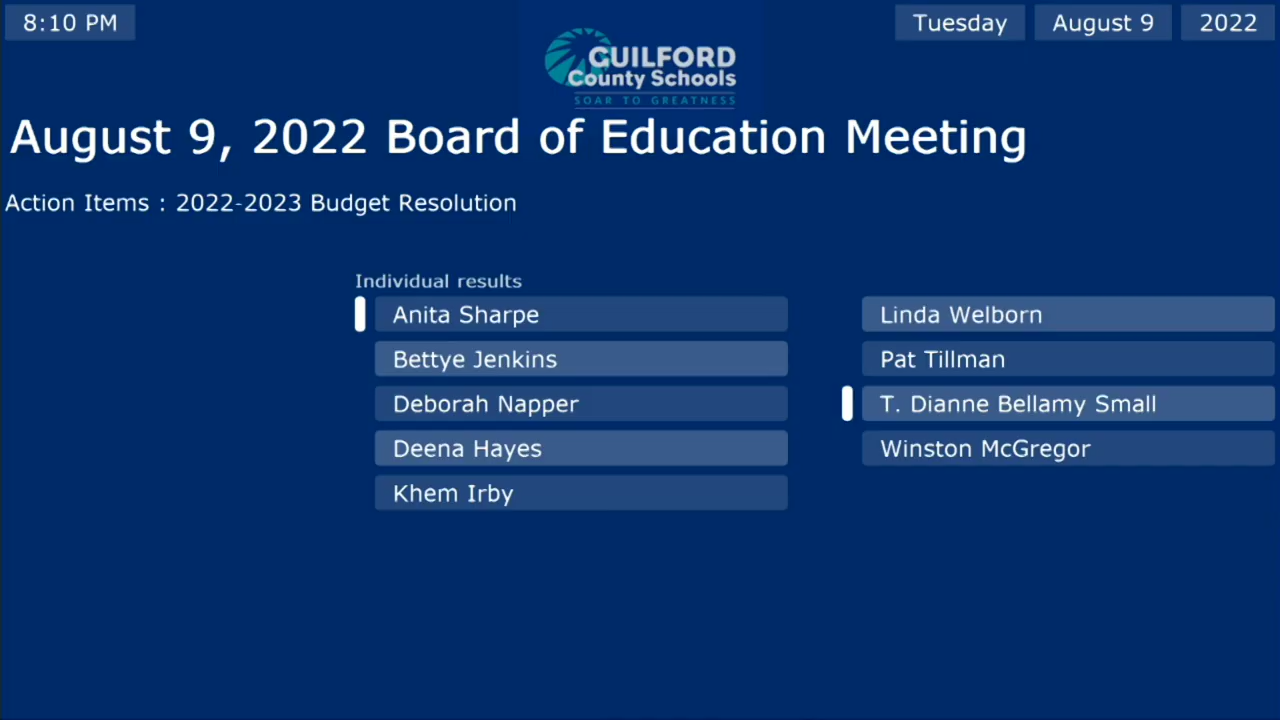 8:10 PM
Tuesday
August 9
2022
GUILFORD
County Schools
SOAR TO GREATNESS
August 9, 2022 Board of Education Meeting
Action Items : 2022-2023 Budget Resolution
Individual results
Anita Sharpe
Bettye Jenkins
Deborah Napper
Deena Hayes
Khem Irby
Linda Welborn
Pat Tillman
T. Dianne Bellamy Small
Winston McGregor